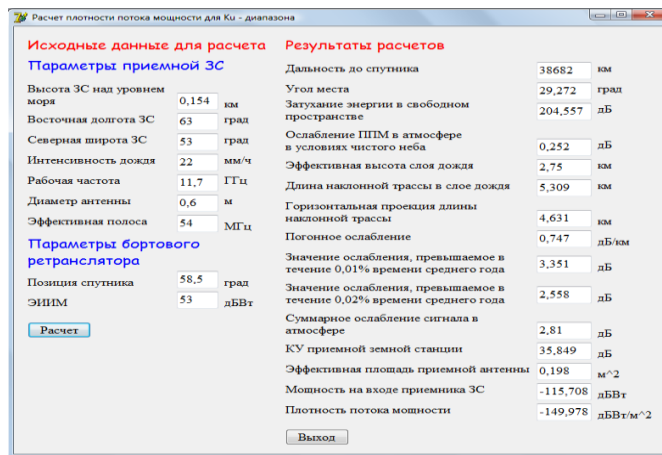 Расчет плотности потока мощности для Ku - диапазона
Исходные данные для расчета
Параметры приемной ЗС
Высота ЗС над уровнем
моря 0,154 км
Восточная долгота ЗС 63 град
Северная широта ЗС 53 град
Интенсивность дождя 22 мм/ч
Рабочая частота 11,7 ГГц
Диаметр антенны 0,6 м
Эффективная полоса 54 МГц
Параметры бортового
ретранслятора
Позиция спутника 58,5 град
ЭИИМ 53 дБВт
Расчет
Результаты расчетов
Дальность до спутника 38682 км
Угол места 29,272 град
Затухание энергии в свободном
пространстве 204,557 дБ
Ослабление ППМ в атмосфере
в условиях чистого неба 0,252 дБ
Эффективная высота слоя дождя 2,75 км
Длина наклонной трассы в слое дождя 5,309 км
Горизонтальная проекция длины
наклонной трассы 4,631 км
Погонное ослабление 0,747 дБ/км
Значение ослабления, превышаемое в
течение 0,01% времени среднего года 3,351 дБ
Значение ослабления, превышаемое в
течение 0,02% времени среднего года 2,558 дБ
Суммарное ослабление сигнала в
атмосфере 2,81 дБ
КУ приемной земной станции 35,849 дБ
Эффективная площадь приемной антенны 0,198 м^2
Мощность на входе приемника ЗС -115,708 дБВт
Плотность потока мощности -149,978 дБВт/м^2
Выход